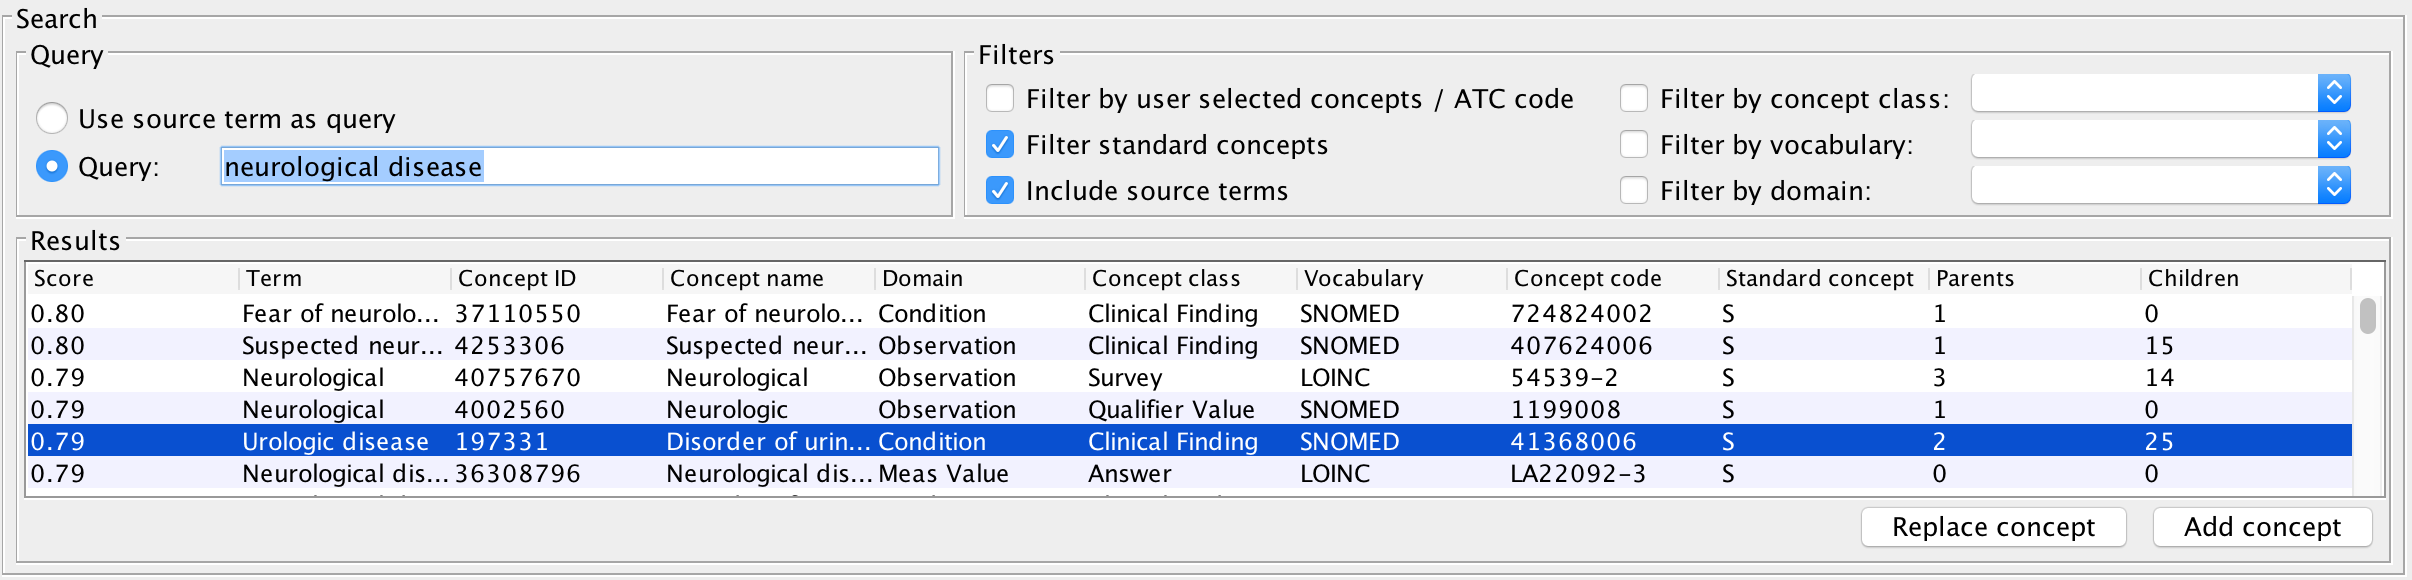 Search
Query
Filters
Use source term as query
Query: neurological disease
Filter by user selected concepts / ATC code
Filter by concept class:
Filter standard concepts
Filter by vocabulary:
Include source terms
Filter by domain:
Results
Score Term Concept ID Concept name Domain Concept class Vocabulary Concept code Standard concept Parents Children
0.80 Fear of neurolo... 37110550 Fear of neurolo... Condition Clinical Finding SNOMED 724824002 S 1 0
0.80 Suspected neur... 4253306 Suspected neur... Observation Clinical Finding SNOMED 407624006 S 1 15
0.79 Neurological 40757670 Neurological Observation Survey LOINC 54539-2 S 3 14
0.79 Neurological 4002560 Neurologic Observation Qualifier Value SNOMED 1199008 S 1 0
0.79 Urologic disease 197331 Disorder of urin... Condition Clinical Finding SNOMED 41368006 S 2 25
0.79 Neurological dis... 36308796 Neurological dis... Meas Value Answer LOINC LA22092-3 S 0 0
Replace concept Add concept